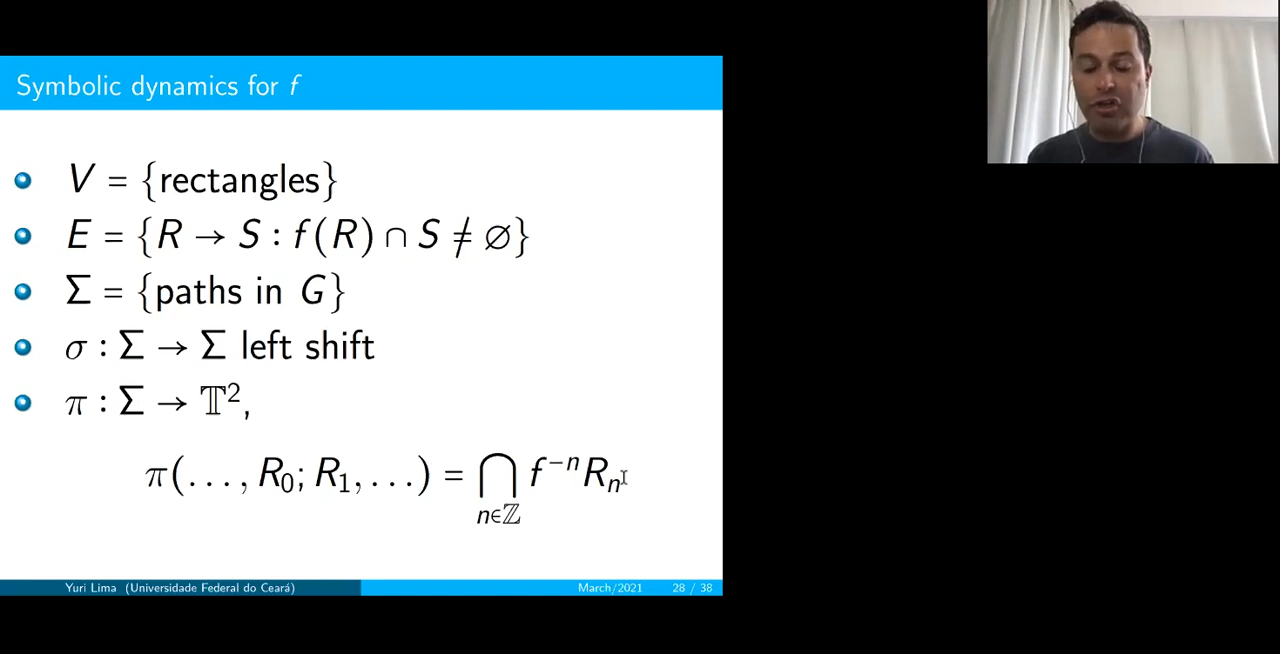 Symbolic dynamics for f
V = {rectangles}
E = {R → S : f(R) ∩ S ≠ ∅}
Σ = {paths in G}
σ : Σ → Σ left shift
π : Σ → 𝕋²,
π(. . . , R₀; R₁, . . .) = ⋂ f⁻ⁿRₙ
n∈ℤ
Yuri Lima (Universidade Federal do Ceará) March/2021 28 / 38